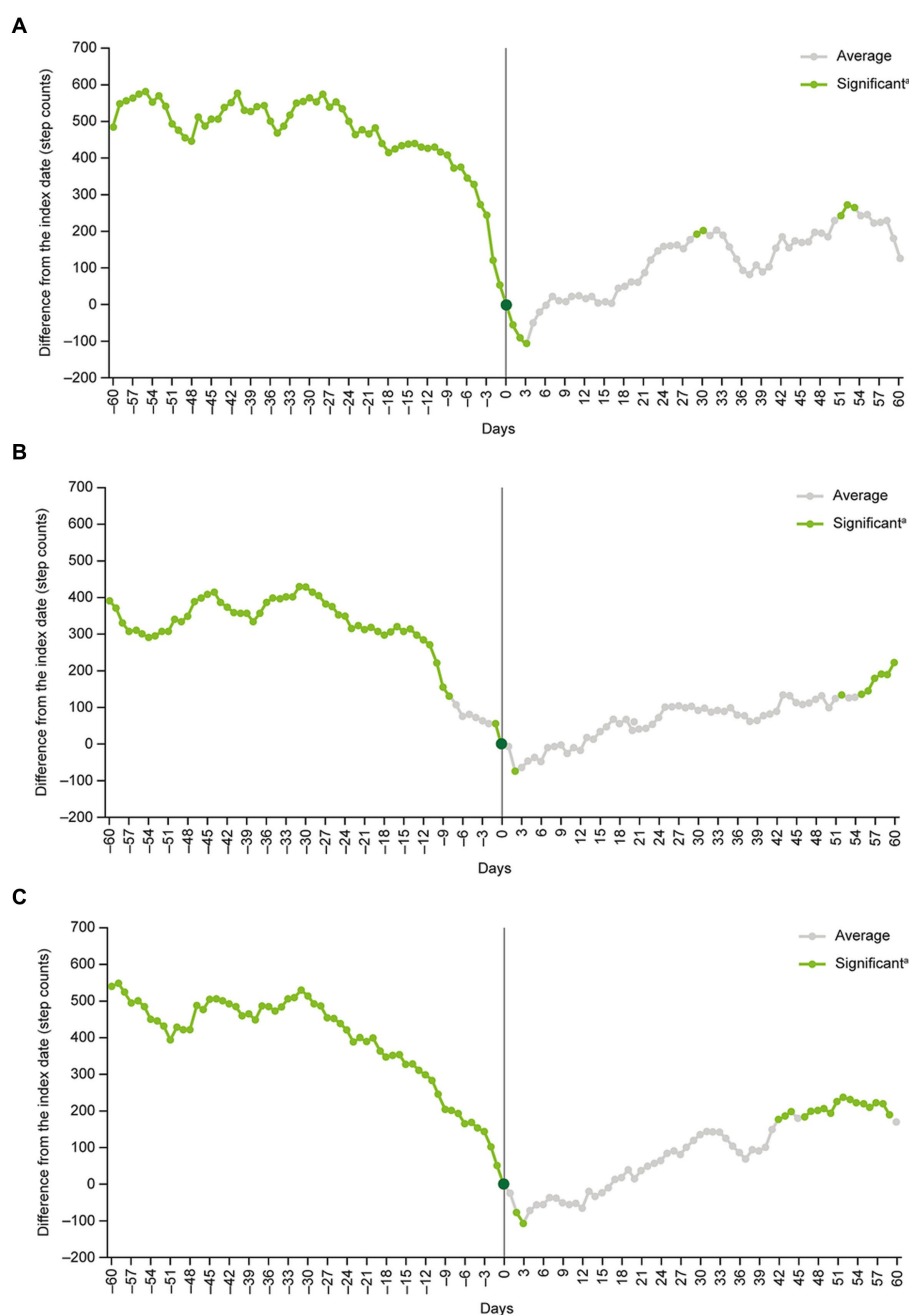 A
Difference from the index date (step counts)
700
600
500
400
300
200
100
0
–100
–200
Average
Significantᵃ
–60 –57 –54 –51 –48 –45 –42 –39 –36 –33 –30 –27 –24 –21 –18 –15 –12 –9 –6 –3 0 3 6 9 12 15 18 21 24 27 30 33 36 39 42 45 48 51 54 57 60
Days
B
Difference from the index date (step counts)
700
600
500
400
300
200
100
0
–100
–200
Average
Significantᵃ
–60 –57 –54 –51 –48 –45 –42 –39 –36 –33 –30 –27 –24 –21 –18 –15 –12 –9 –6 –3 0 3 6 9 12 15 18 21 24 27 30 33 36 39 42 45 48 51 54 57 60
Days
C
Difference from the index date (step counts)
700
600
500
400
300
200
100
0
–100
–200
Average
Significantᵃ
–60 –57 –54 –51 –48 –45 –42 –39 –36 –33 –30 –27 –24 –21 –18 –15 –12 –9 –6 –3 0 3 6 9 12 15 18 21 24 27 30 33 36 39 42 45 48 51 54 57 60
Days